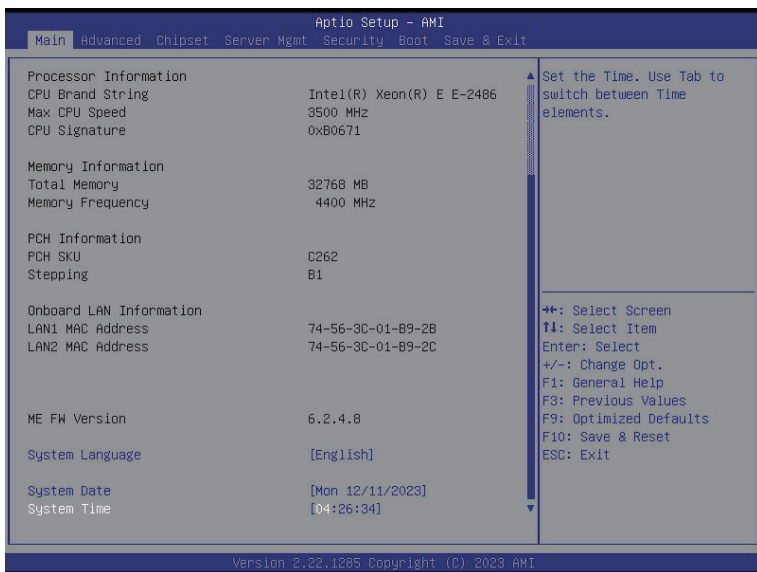 Aptio Setup – AMI
Main Advanced Chipset Server Mgmt Security Boot Save & Exit
Processor Information
CPU Brand String Intel(R) Xeon(R) E E-2486
Max CPU Speed 3500 MHz
CPU Signature 0xB0671
Memory Information
Total Memory 32768 MB
Memory Frequency 4400 MHz
PCH Information
PCH SKU C262
Stepping B1
Onboard LAN Information
LAN1 MAC Address 74-56-3C-01-B9-2B
LAN2 MAC Address 74-56-3C-01-B9-2C
ME FW Version 6.2.4.8
System Language [English]
System Date [Mon 12/11/2023]
System Time [04:26:34]
Set the Time. Use Tab to
switch between Time
elements.
→←: Select Screen
↑↓: Select Item
Enter: Select
+/-: Change Opt.
F1: General Help
F3: Previous Values
F9: Optimized Defaults
F10: Save & Reset
ESC: Exit
Version 2.22.1285 Copyright (C) 2023 AMI